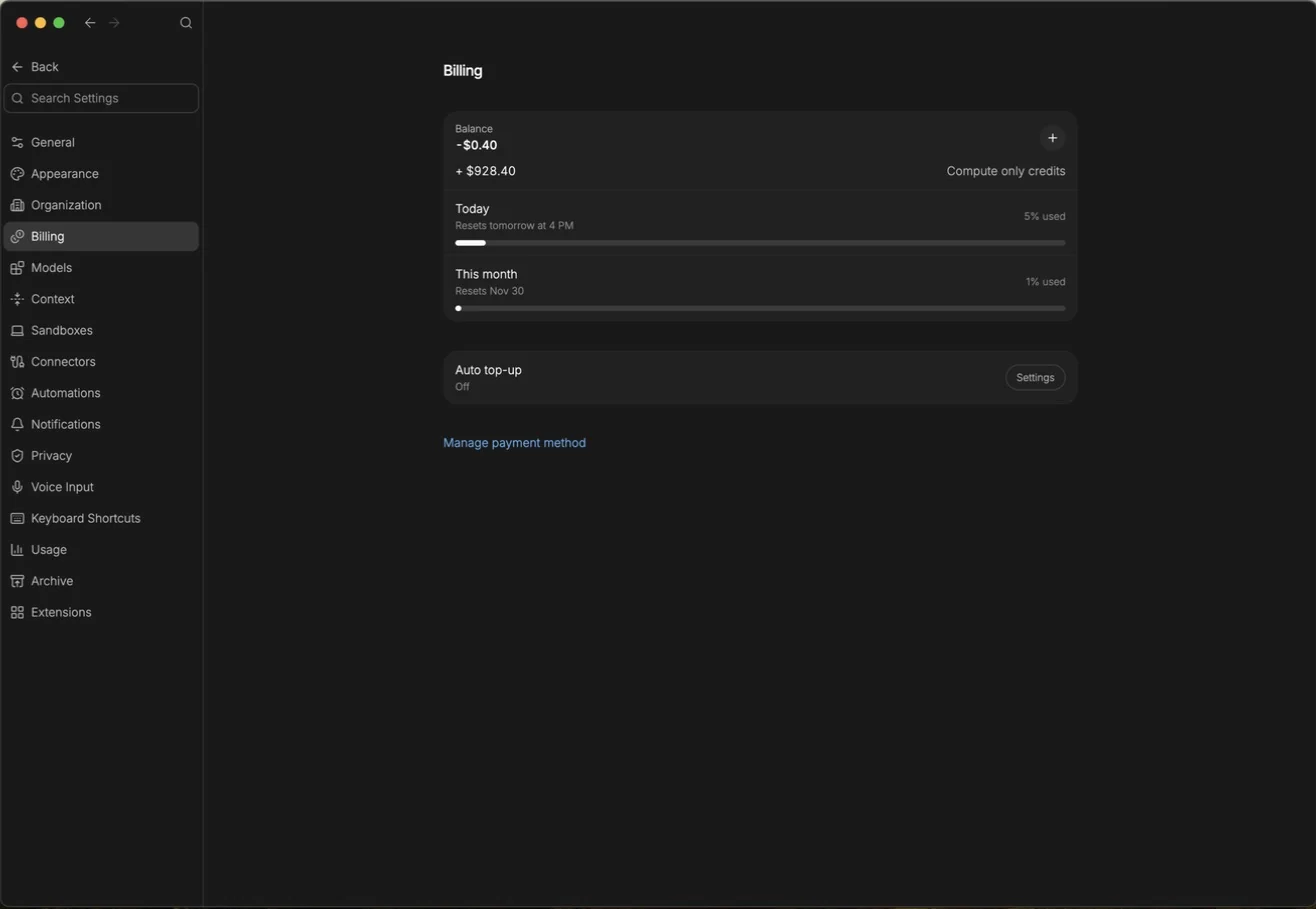 Back
Search Settings
General
Appearance
Organization
Billing
Models
Context
Sandboxes
Connectors
Automations
Notifications
Privacy
Voice Input
Keyboard Shortcuts
Usage
Archive
Extensions
Billing
Balance
-$0.40
+ $928.40 Compute only credits
Today
Resets tomorrow at 4 PM
5% used
This month
Resets Nov 30
1% used
Auto top-up
Off
Settings
Manage payment method